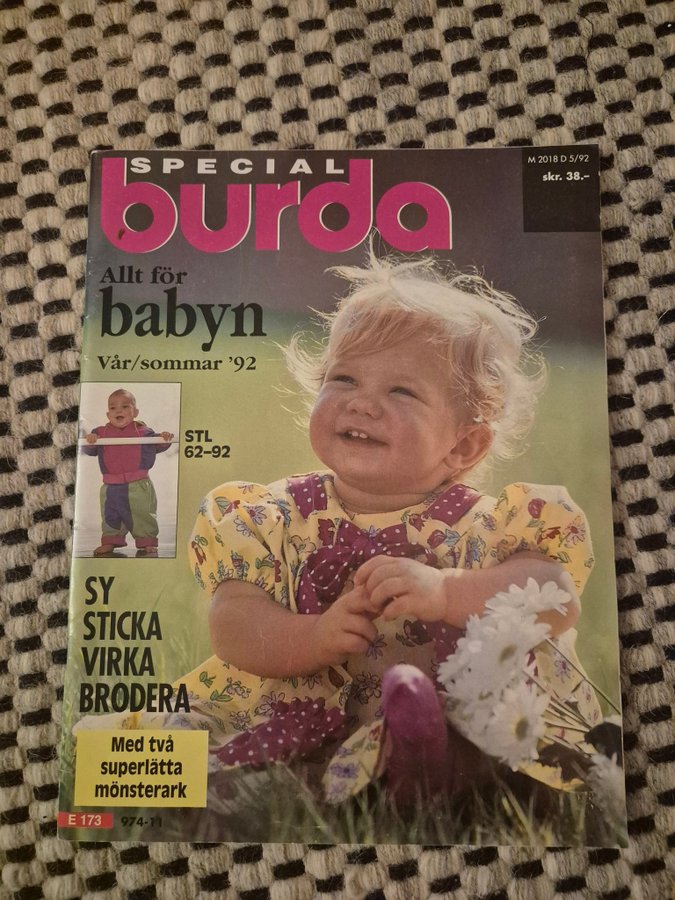 SPECIAL
burda
M 2018 D 5/92
skr. 38.–
Allt för
babyn
Vår/sommar ’92
STL
62–92
SY
STICKA
VIRKA
BRODERA
Med två
superlätta
mönsterark
E 173 974-11